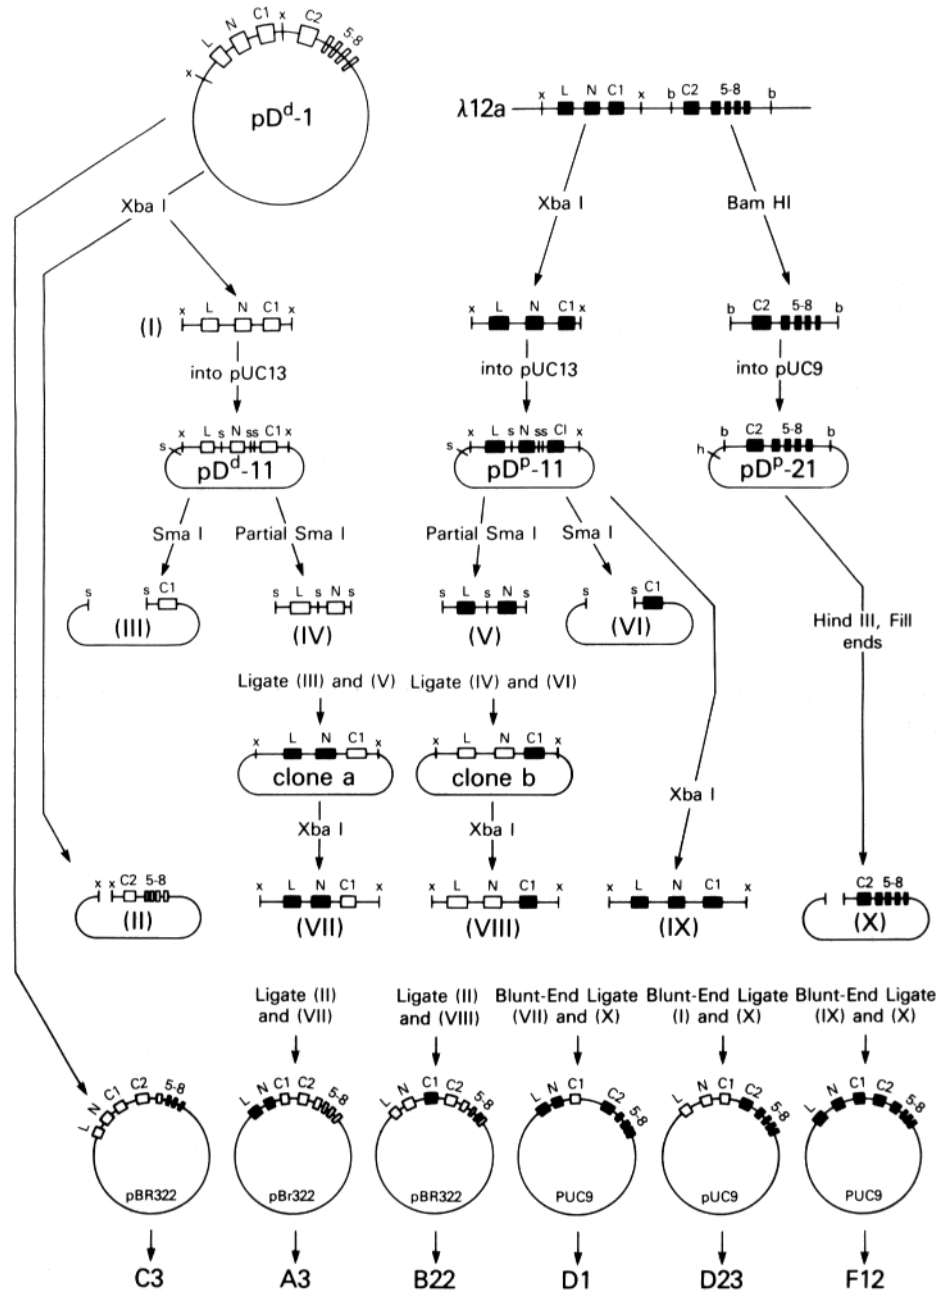 L N C1 x C2 5-8
x
pDᵈ-1
x L N C1 x b C2 5-8 b
λ12a
Xba I
Xba I
Bam HI
(I)
x L N C1 x
x L N C1 x
b C2 5-8 b
into pUC13
into pUC13
into pUC9
s x L s N ss C1 x
s x L s N ss CI x
h b C2 5-8 b
pDᵈ-11
pDᵖ-11
pDᵖ-21
Sma I
Partial Sma I
Partial Sma I
Sma I
s s C1
(III)
s L s N s
(IV)
s L s N s
(V)
s s C1
(VI)
Hind III, Fill
ends
Ligate (III) and (V)
Ligate (IV) and (VI)
x L N C1 x
clone a
x L N C1 x
clone b
Xba I
Xba I
Xba I
x x C2 5-8
(II)
x L N C1 x
(VII)
x L N C1 x
(VIII)
x L N C1 x
(IX)
C2 5-8
(X)
Ligate (II)
and (VII)
Ligate (II)
and (VIII)
Blunt-End Ligate
(VII) and (X)
Blunt-End Ligate
(I) and (X)
Blunt-End Ligate
(IX) and (X)
L N C1 C2 5-8
L N C1 C2 5-8
L N C1 C2 5-8
L N C1 C2 5-8
L N C1 C2 5-8
L N C1 C2 5-8
pBR322
pBr322
pBR322
PUC9
pUC9
PUC9
C3
A3
B22
D1
D23
F12